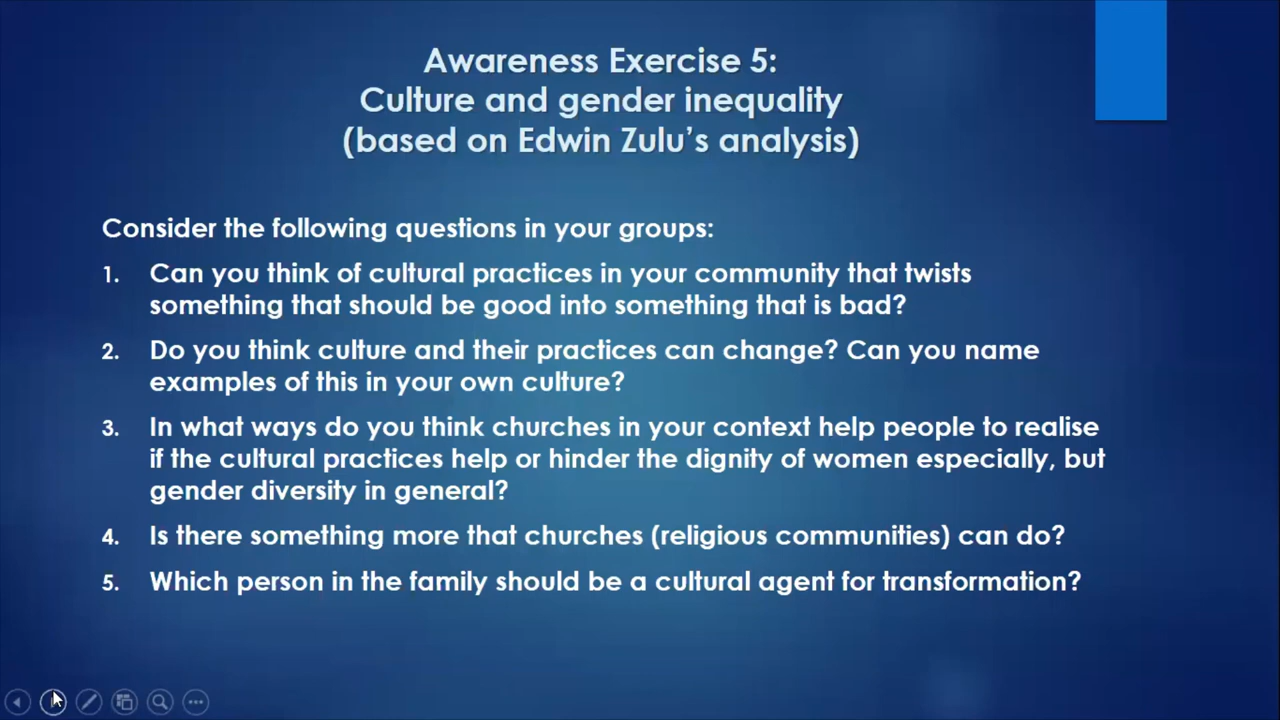 Awareness Exercise 5:
Culture and gender inequality
(based on Edwin Zulu’s analysis)
Consider the following questions in your groups:
1. Can you think of cultural practices in your community that twists
something that should be good into something that is bad?
2. Do you think culture and their practices can change? Can you name
examples of this in your own culture?
3. In what ways do you think churches in your context help people to realise
if the cultural practices help or hinder the dignity of women especially, but
gender diversity in general?
4. Is there something more that churches (religious communities) can do?
5. Which person in the family should be a cultural agent for transformation?